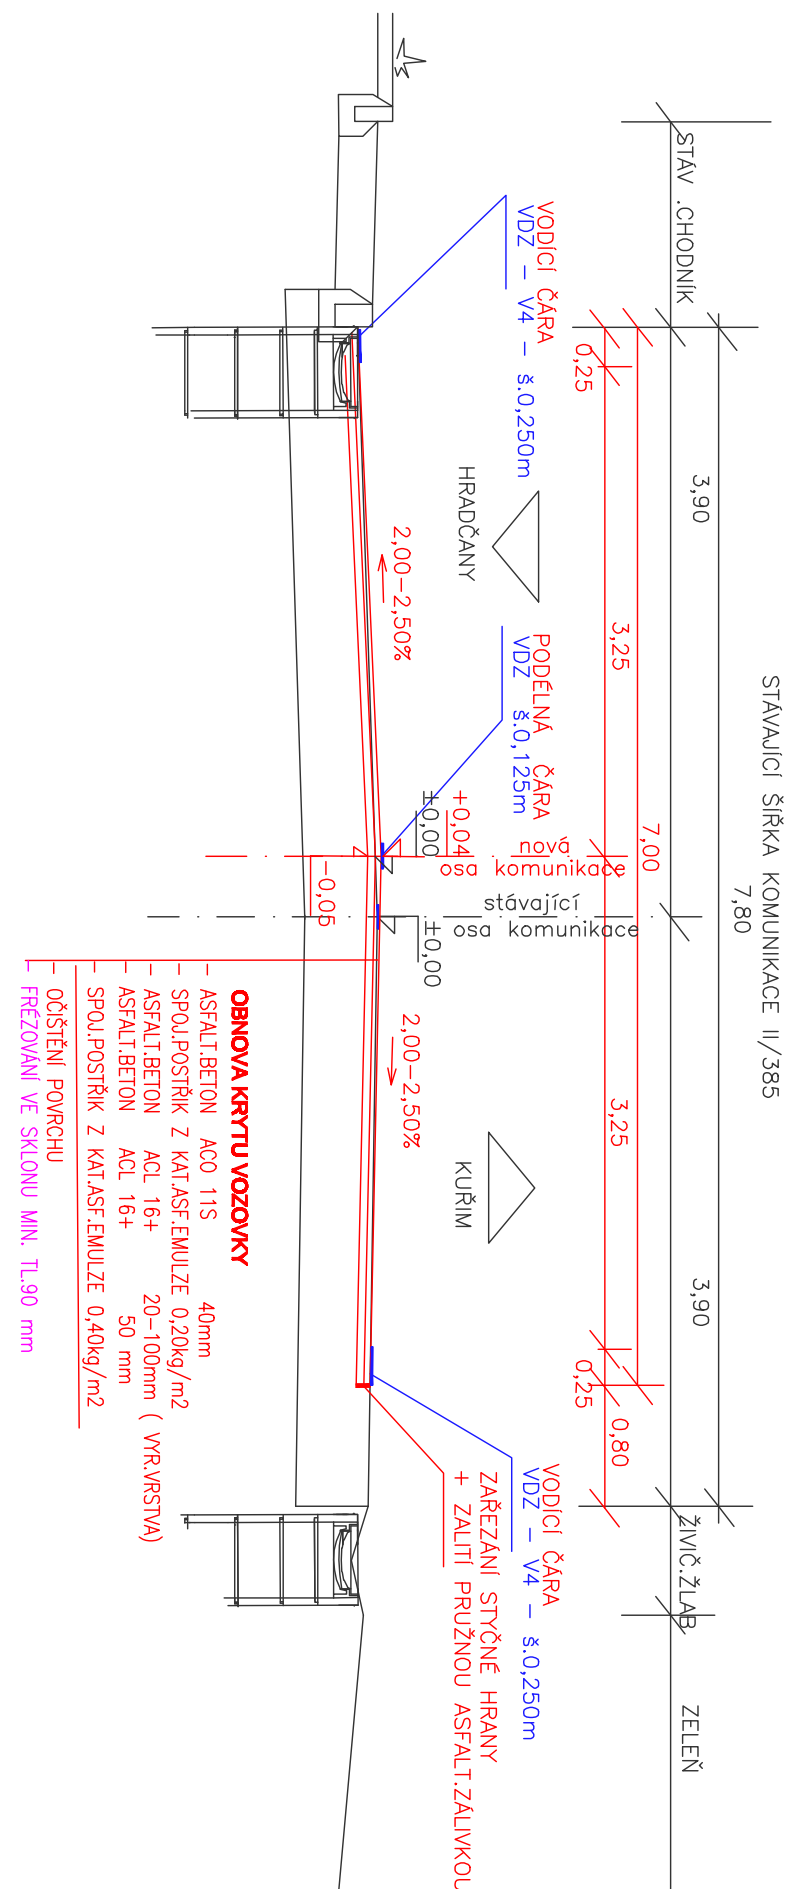 STÁVAJÍCÍ ŠÍŘKA KOMUNIKACE II/385
7,80
3,90
3,90
STÁV .CHODNÍK
ŽIVIČ.ŽLAB
ZELEŇ
7,00
0,25
3,25
3,25
0,25
0,80
VODÍCÍ ČÁRA
VDZ - V4 - š.0,250m
HRADČANY
2,00-2,50%
PODÉLNÁ ČÁRA
VDZ š.0,125m
+0,04
±0,00
nová
osa komunikace
stávající
osa komunikace
±0,00
-0,05
2,00-2,50%
KUŘIM
VODÍCÍ ČÁRA
VDZ - V4 - š.0,250m
ZAŘEZÁNÍ STYČNÉ HRANY
+ ZALITÍ PRUŽNOU ASFALT.ZÁLIVKOU
OBNOVA KRYTU VOZOVKY
- ASFALT.BETON ACO 11S 40mm
- SPOJ.POSTŘIK Z KAT.ASF.EMULZE 0,20kg/m2
- ASFALT.BETON ACL 16+ 20-100mm ( VYR.VRSTVA)
- ASFALT.BETON ACL 16+ 50 mm
- SPOJ.POSTŘIK Z KAT.ASF.EMULZE 0,40kg/m2
- OČIŠTĚNÍ POVRCHU
- FRÉZOVÁNÍ VE SKLONU MIN. TL.90 mm